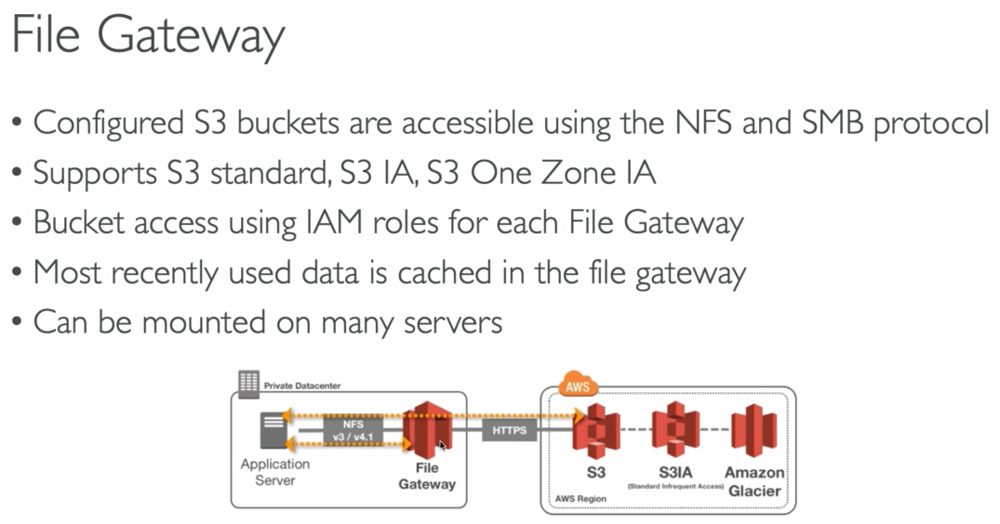 File Gateway
• Configured S3 buckets are accessible using the NFS and SMB protocol
• Supports S3 standard, S3 IA, S3 One Zone IA
• Bucket access using IAM roles for each File Gateway
• Most recently used data is cached in the file gateway
• Can be mounted on many servers
Private Datacenter
AWS
NFS
v3 / v4.1
HTTPS
Application
Server
File
Gateway
S3
S3IA
(Standard Infrequent Access)
Amazon
Glacier
AWS Region